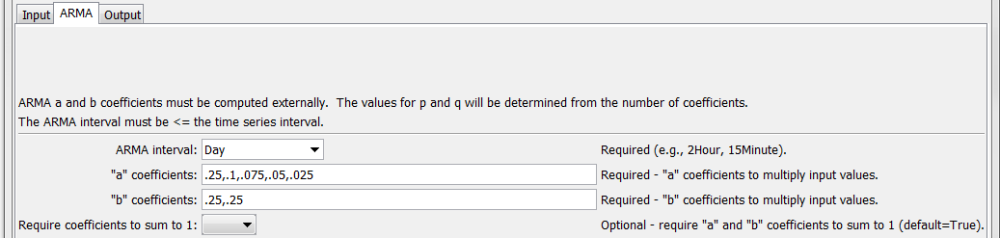 Input ARMA Output
ARMA a and b coefficients must be computed externally.  The values for p and q will be determined from the number of coefficients.
The ARMA interval must be <= the time series interval.
ARMA interval: Day Required (e.g., 2Hour, 15Minute).
"a" coefficients: .25,.1,.075,.05,.025 Required - "a" coefficients to multiply input values.
"b" coefficients: .25,.25 Required - "b" coefficients to multiply input values.
Require coefficients to sum to 1: Optional - require "a" and "b" coefficients to sum to 1 (default=True).